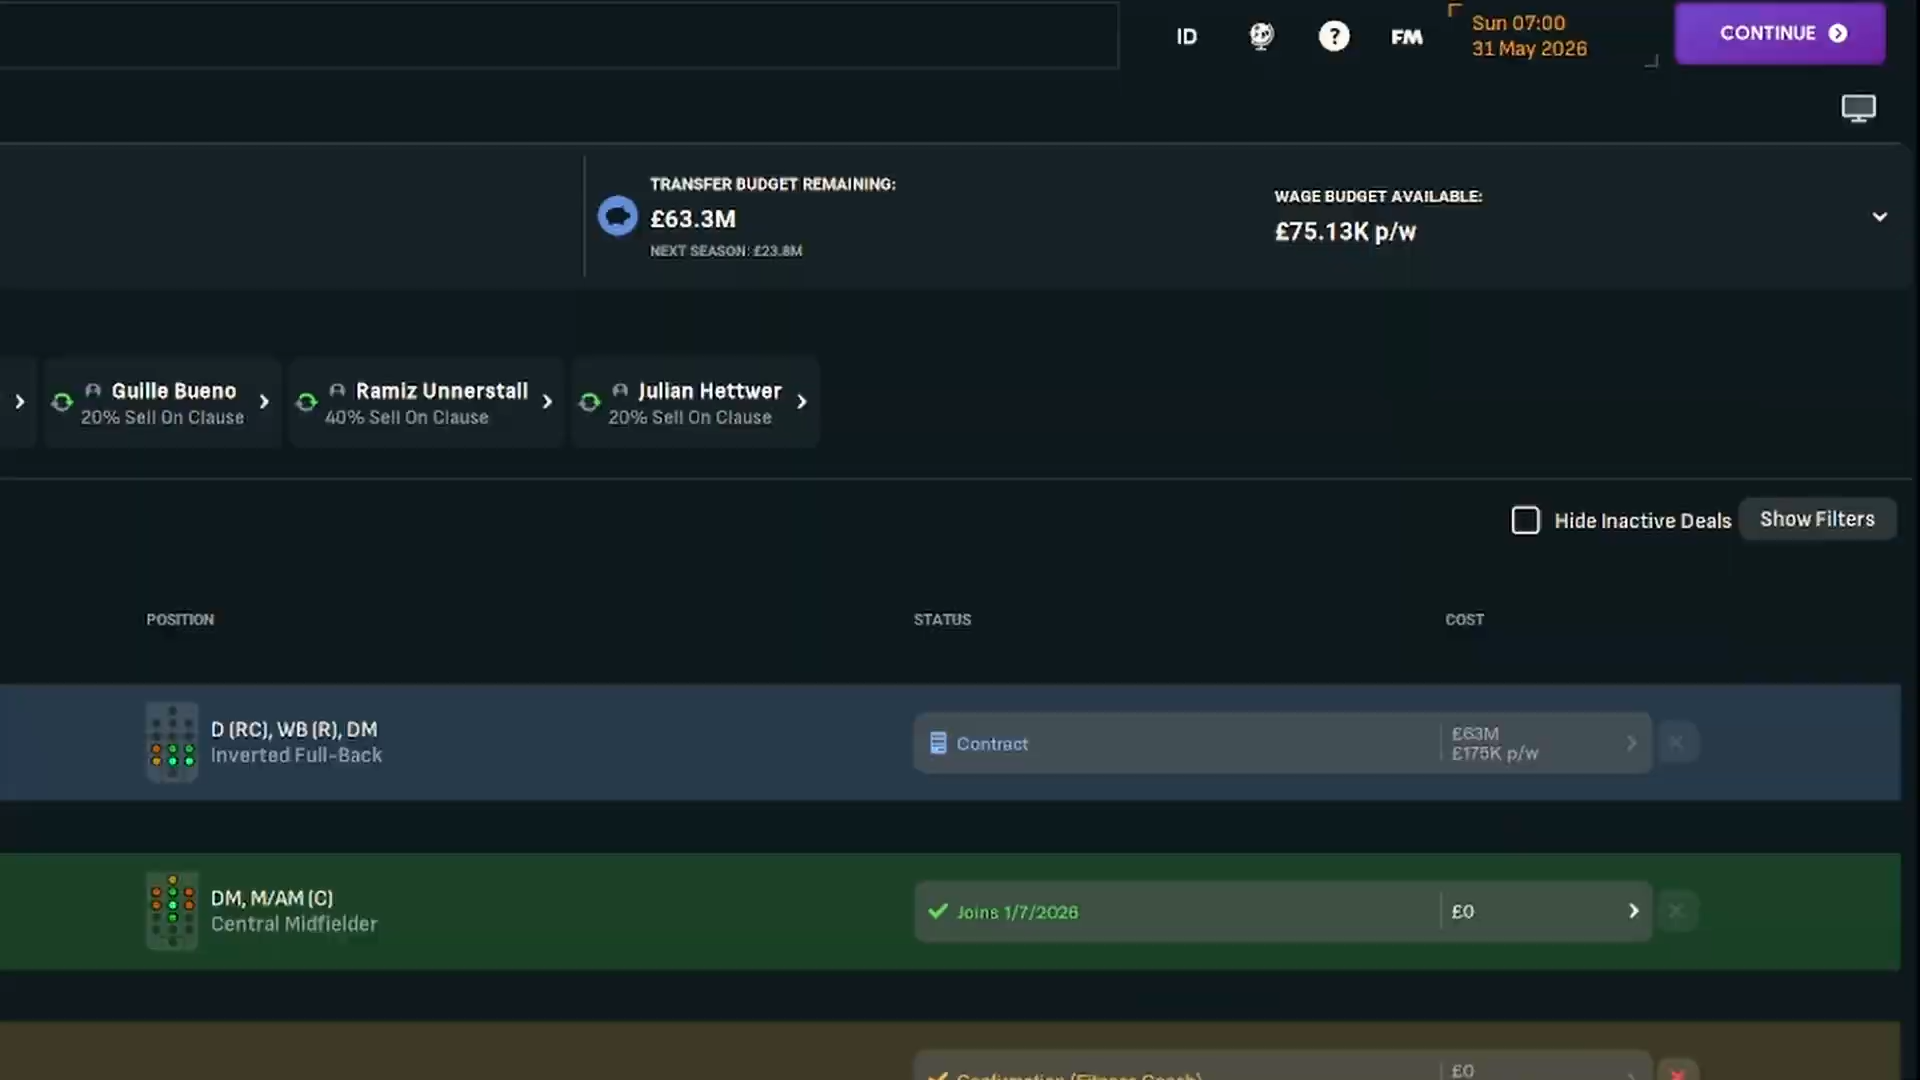 ID
?
FM
Sun 07:00
31 May 2026
CONTINUE
TRANSFER BUDGET REMAINING:
£63.3M
NEXT SEASON: £23.8M
WAGE BUDGET AVAILABLE:
£75.13K p/w
Guille Bueno
20% Sell On Clause
Ramiz Unnerstall
40% Sell On Clause
Julian Hettwer
20% Sell On Clause
Hide Inactive Deals
Show Filters
POSITION
STATUS
COST
D (RC), WB (R), DM
Inverted Full-Back
Contract
£63M
£175K p/w
DM, M/AM (C)
Central Midfielder
Joins 1/7/2026
£0
Confirmation (Fitness Coach)
£0